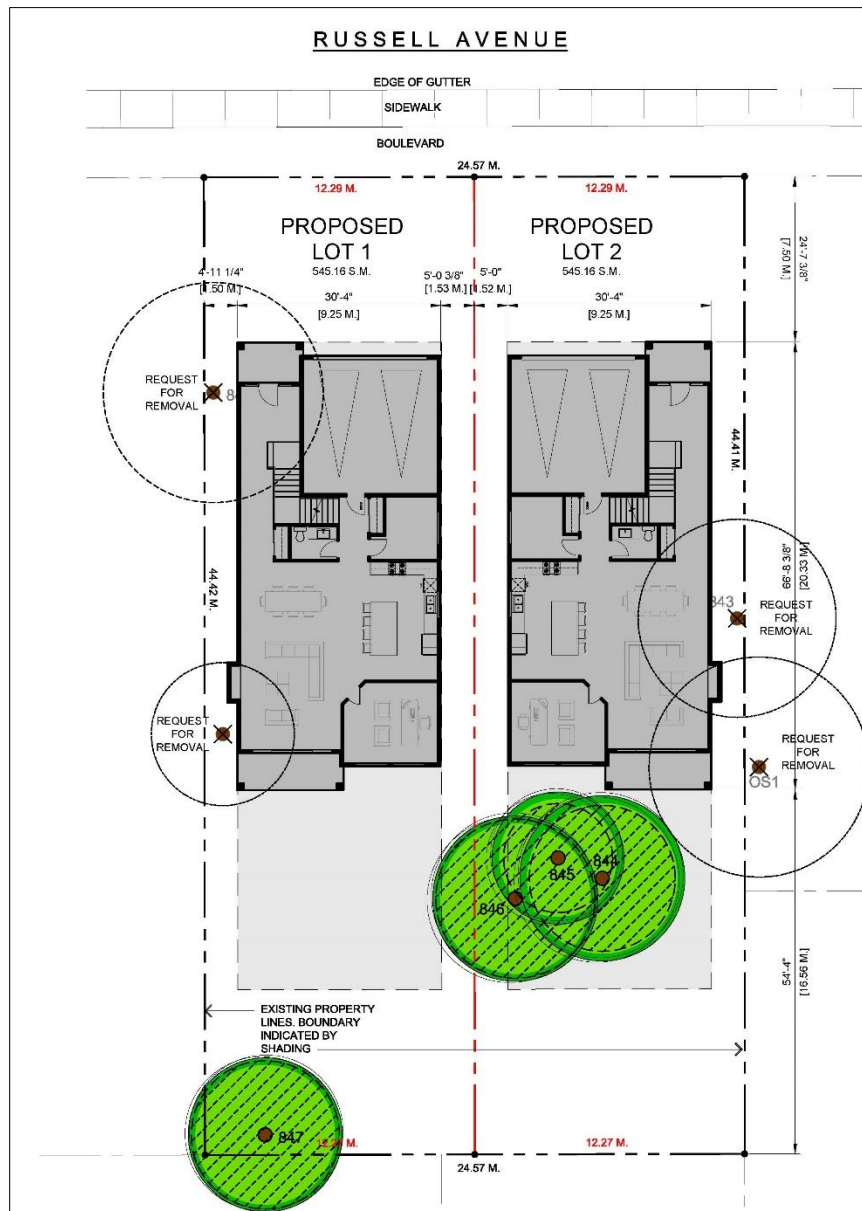 RUSSELL AVENUE
EDGE OF GUTTER
SIDEWALK
BOULEVARD
24.57 M.
12.29 M.
12.29 M.
PROPOSED
LOT 1
545.16 S.M.
PROPOSED
LOT 2
545.16 S.M.
24'-7 3/8"
[7.50 M.]
4'-11 1/4"
[1.50 M.]
5'-0 3/8"
[1.53 M.]
5'-0"
[1.52 M.]
30'-4"
[9.25 M.]
30'-4"
[9.25 M.]
REQUEST
FOR
REMOVAL
44.41 M.
44.42 M.
66'-8 3/8"
[20.33 M.]
REQUEST
FOR
REMOVAL
REQUEST
FOR
REMOVAL
REQUEST
FOR
REMOVAL
OS1
845
844
846
54'-4"
[16.56 M.]
EXISTING PROPERTY
LINES. BOUNDARY
INDICATED BY
SHADING
847
12.27 M.
24.57 M.